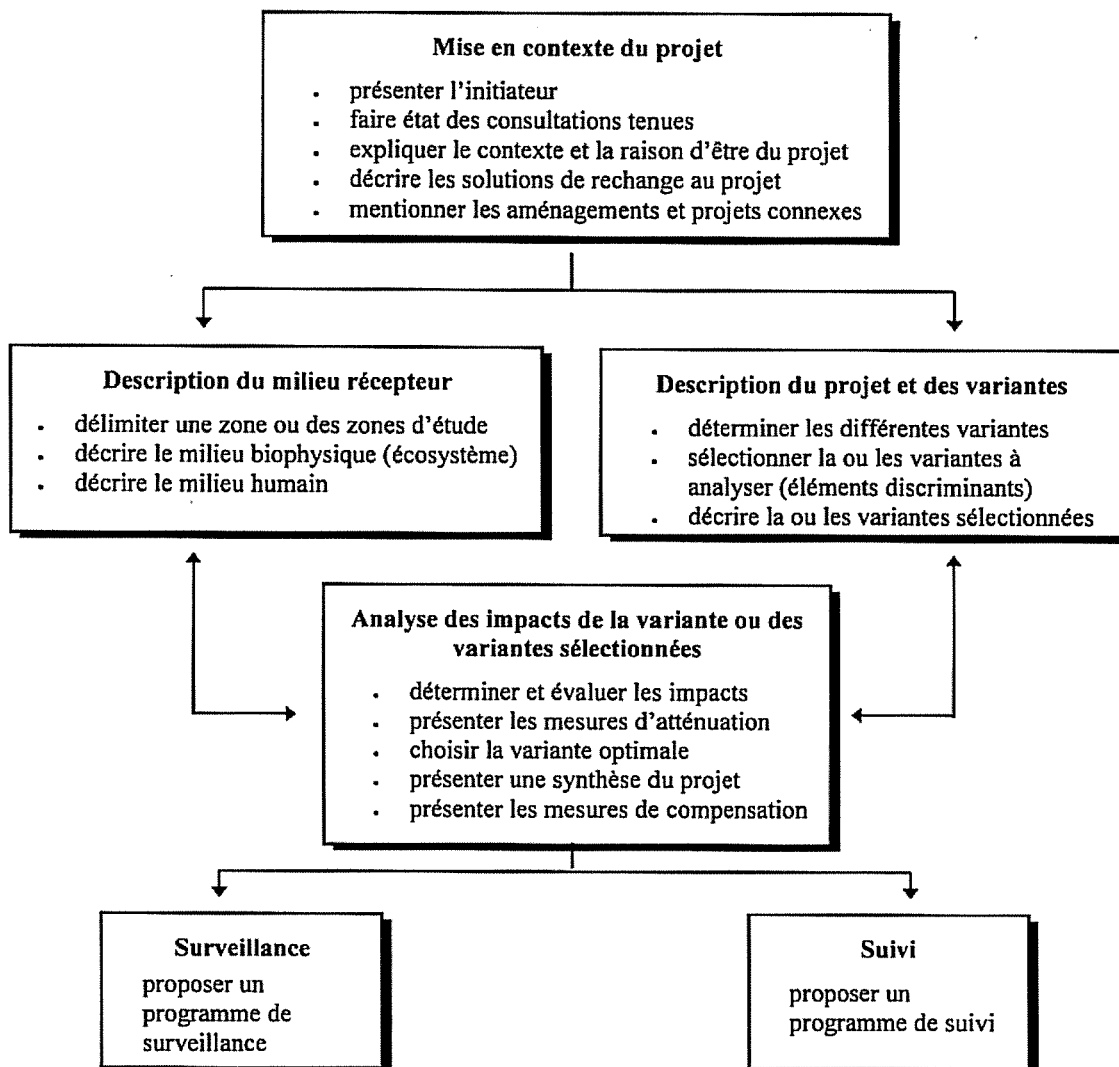 Mise en contexte du projet
. présenter l'initiateur
. faire état des consultations tenues
. expliquer le contexte et la raison d'être du projet
. décrire les solutions de rechange au projet
. mentionner les aménagements et projets connexes
Description du milieu récepteur
. délimiter une zone ou des zones d'étude
. décrire le milieu biophysique (écosystème)
. décrire le milieu humain
Description du projet et des variantes
. déterminer les différentes variantes
. sélectionner la ou les variantes à
analyser (éléments discriminants)
. décrire la ou les variantes sélectionnées
Analyse des impacts de la variante ou des
variantes sélectionnées
. déterminer et évaluer les impacts
. présenter les mesures d'atténuation
. choisir la variante optimale
. présenter une synthèse du projet
. présenter les mesures de compensation
Surveillance
proposer un
programme de
surveillance
Suivi
proposer un
programme de suivi